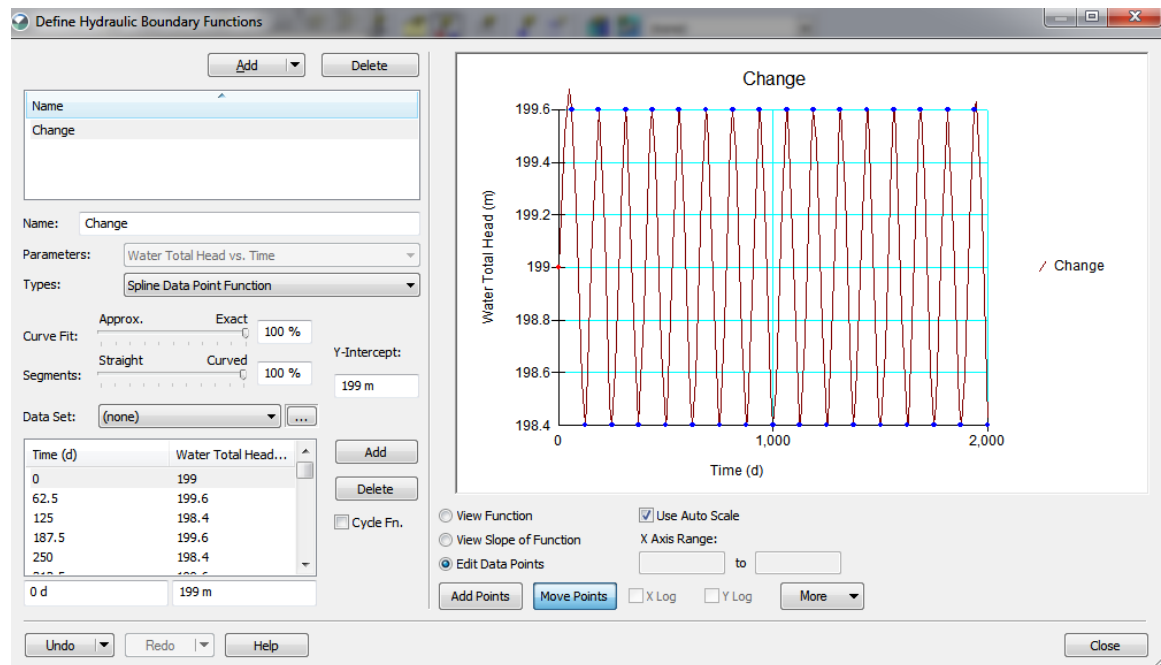 Define Hydraulic Boundary Functions
Add
Delete
Name
Change
Name: Change
Parameters: Water Total Head vs. Time
Types: Spline Data Point Function
Approx. Exact
Curve Fit: 100 %
Straight Curved
Segments: 100 %
Y-Intercept:
199 m
Data Set: (none) ...
Time (d) Water Total Head...
0 199
62.5 199.6
125 198.4
187.5 199.6
250 198.4
0 d 199 m
Add
Delete
Cycle Fn.
Change
199.6
199.4
199.2
199
198.8
198.6
198.4
Water Total Head (m)
0 1,000 2,000
Time (d)
Change
View Function
View Slope of Function
Edit Data Points
Use Auto Scale
X Axis Range:
to
Add Points Move Points X Log Y Log More
Undo Redo Help Close